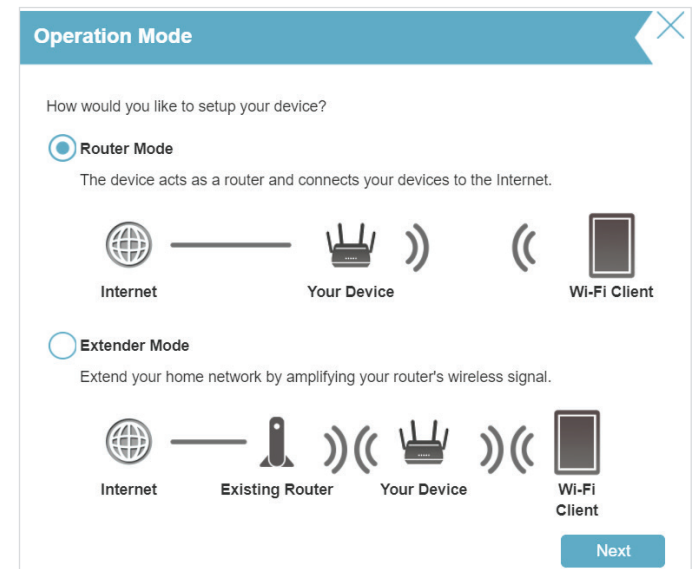 Operation Mode
How would you like to setup your device?
Router Mode
The device acts as a router and connects your devices to the Internet.
Internet
Your Device
Wi-Fi Client
Extender Mode
Extend your home network by amplifying your router's wireless signal.
Internet
Existing Router
Your Device
Wi-Fi
Client
Next